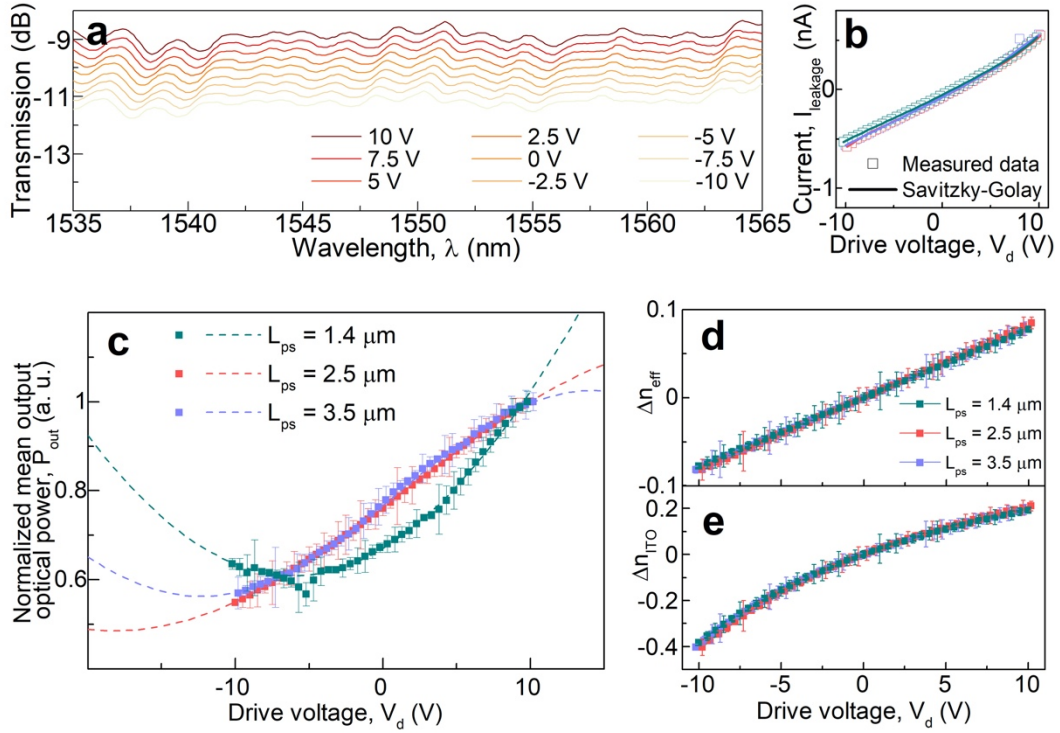 a
Transmission (dB)
-9
-11
-13
10 V
7.5 V
5 V
2.5 V
0 V
-2.5 V
-5 V
-7.5 V
-10 V
1535 1540 1545 1550 1555 1560 1565
Wavelength, λ (nm)
b
Current, I_leakage (nA)
0
-1
Measured data
Savitzky-Golay
-10 0 10
Drive voltage, V_d (V)
c
Normalized mean output
optical power, P_out (a. u.)
1
0.8
0.6
L_ps = 1.4 μm
L_ps = 2.5 μm
L_ps = 3.5 μm
-10 0 10
Drive voltage, V_d (V)
d
Δn_eff
0.1
0
-0.1
L_ps = 1.4 μm
L_ps = 2.5 μm
L_ps = 3.5 μm
e
Δn_ITO
0.2
0
-0.2
-0.4
-10 -5 0 5 10
Drive voltage, V_d (V)